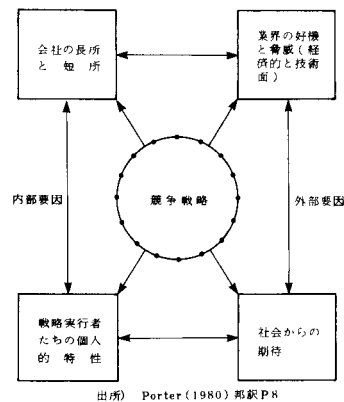 会社の長所
と短所
業界の好機
と脅威(経
済的と技術
面)
内部要因
競争戦略
外部要因
戦略実行者
たちの個人
的特性
社会からの
期待
出所) Porter(1980)邦訳P8